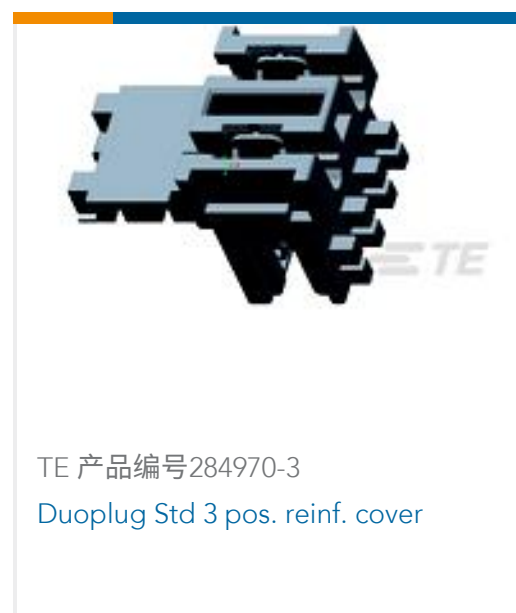 TE
TE 产品编号284970-3
Duoplug Std 3 pos. reinf. cover